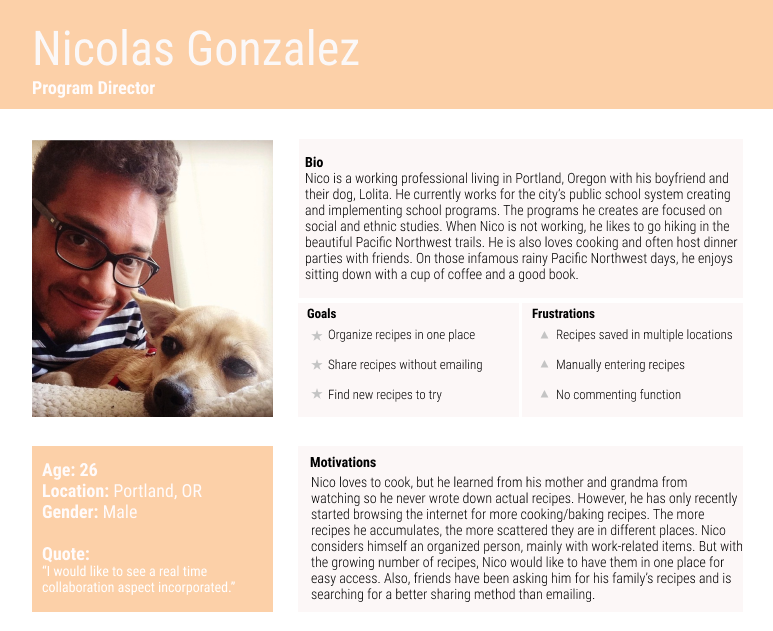 Nicolas Gonzalez
Program Director
Bio
Nico is a working professional living in Portland, Oregon with his boyfriend and
their dog, Lolita. He currently works for the city's public school system creating
and implementing school programs. The programs he creates are focused on
social and ethnic studies. When Nico is not working, he likes to go hiking in the
beautiful Pacific Northwest trails. He is also loves cooking and often host dinner
parties with friends. On those infamous rainy Pacific Northwest days, he enjoys
sitting down with a cup of coffee and a good book.
Goals
Organize recipes in one place
Share recipes without emailing
Find new recipes to try
Frustrations
Recipes saved in multiple locations
Manually entering recipes
No commenting function
Age: 26
Location: Portland, OR
Gender: Male
Quote:
"I would like to see a real time
collaboration aspect incorporated."
Motivations
Nico loves to cook, but he learned from his mother and grandma from
watching so he never wrote down actual recipes. However, he has only recently
started browsing the internet for more cooking/baking recipes. The more
recipes he accumulates, the more scattered they are in different places. Nico
considers himself an organized person, mainly with work-related items. But with
the growing number of recipes, Nico would like to have them in one place for
easy access. Also, friends have been asking him for his family's recipes and is
searching for a better sharing method than emailing.